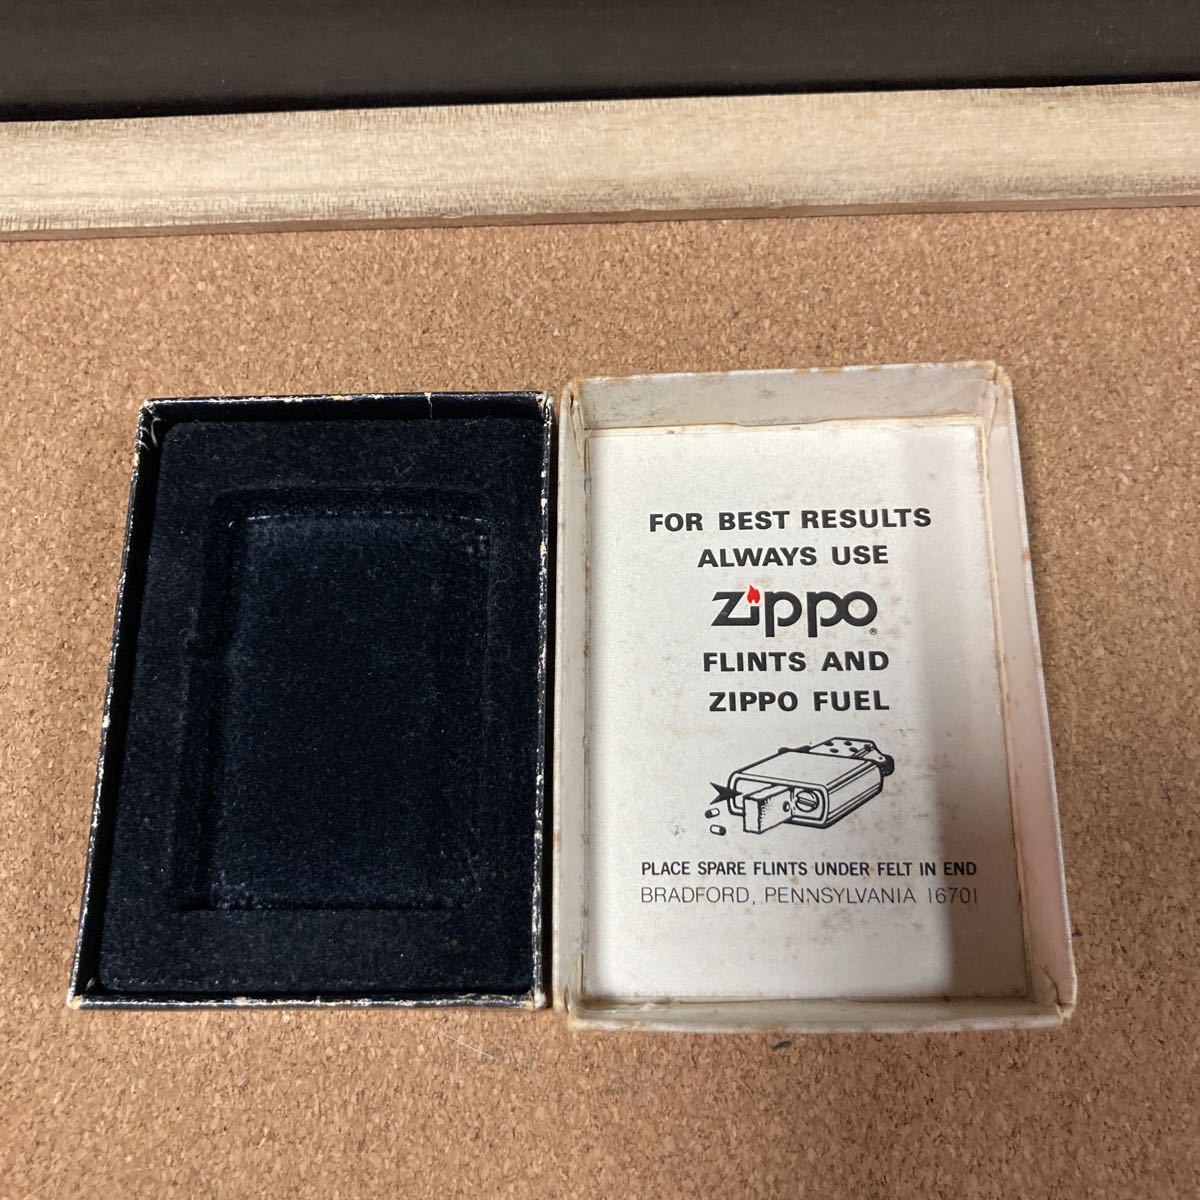 FOR BEST RESULTS
ALWAYS USE
Zippo®
FLINTS AND
ZIPPO FUEL
PLACE SPARE FLINTS UNDER FELT IN END
BRADFORD, PENNSYLVANIA 16701